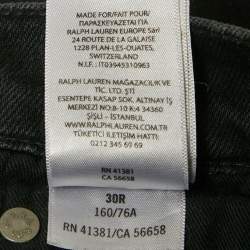 MADE FOR/FAIT POUR/
ΠΑΡΑΣΚΕΥΑΖΕΤΑΙ ΓΙΑ
RALPH LAUREN EUROPE Sàrl
24 ROUTE DE LA GALAISE
1228 PLAN-LES-OUATES,
SWITZERLAND
N.I. IT03945310963
RALPH LAUREN MAĞAZACILIK VE
TİC. LTD. ŞTİ
ESENTEPE KASAP SOK. ALTINAY İŞ
MERKEZİ NO:8-10 K:4 34360
ŞİŞLİ - İSTANBUL
WWW.RALPHLAUREN.COM.TR
TÜKETİCİ İLETİŞİM HATTI
0212 345 69 69
RN 41381
CA 56658
30R
160/76A
RN 41381/CA 56658